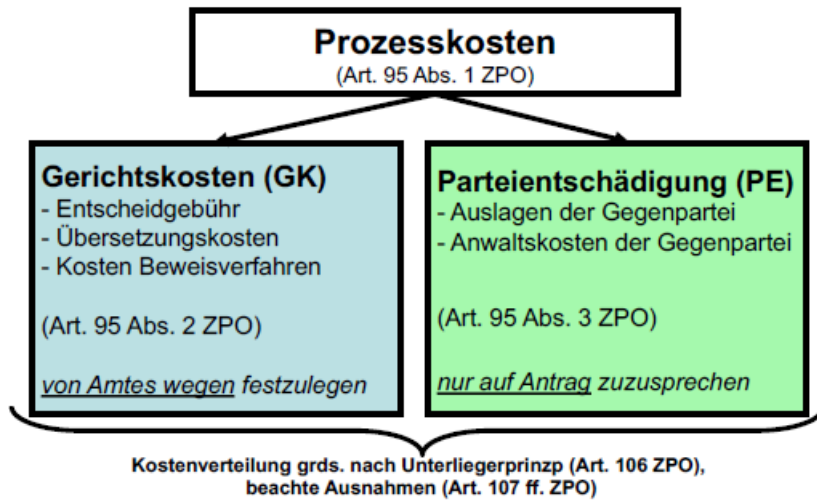 Prozesskosten
(Art. 95 Abs. 1 ZPO)
Gerichtskosten (GK)
- Entscheidgebühr
- Übersetzungskosten
- Kosten Beweisverfahren
(Art. 95 Abs. 2 ZPO)
von Amtes wegen festzulegen
Parteientschädigung (PE)
- Auslagen der Gegenpartei
- Anwaltskosten der Gegenpartei
(Art. 95 Abs. 3 ZPO)
nur auf Antrag zuzusprechen
Kostenverteilung grds. nach Unterliegerprinzp (Art. 106 ZPO),
beachte Ausnahmen (Art. 107 ff. ZPO)